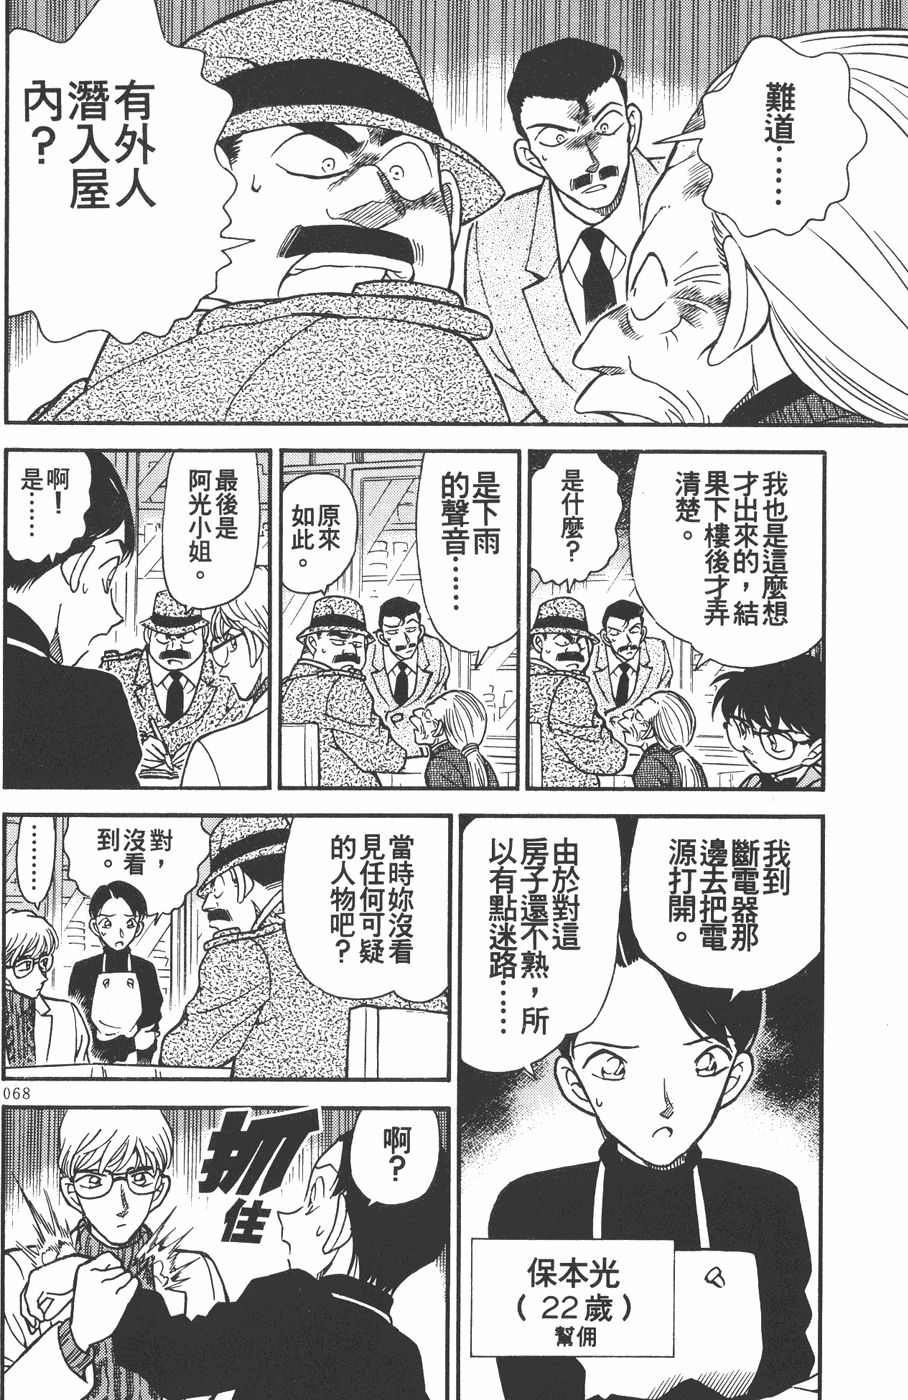 難道……
有外人
潛入屋
內？
我也是這麼想
才出來的，結
果下樓後才弄
清楚。
是什麼？
是下雨
的聲音……
原來
如此。
最後是
阿光小姐。
啊！
是……
我到
斷電器那
邊去把電
源打開。
由於對這
房子還不熟，所
以有點迷路……
保本光
（22歲）
幫佣
當時妳沒看
見任何可疑
的人物吧？
對，
沒看
到。
………
068
啊？
抓住